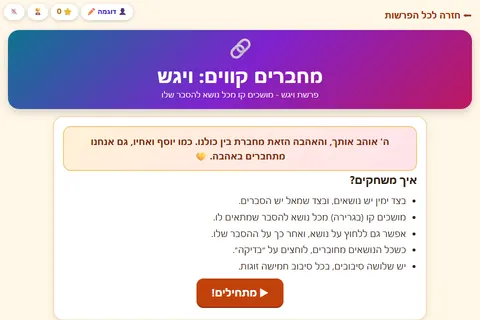 ⬅ חזרה לכל הפרשות
👤 דוגמה ✏️
⭐ 0
מחברים קווים: ויגש
פרשת ויגש - מושכים קו מכל נושא להסבר שלו
ה' אוהב אותך, והאהבה הזאת מחברת בין כולנו. כמו יוסף ואחיו, גם אנחנו
מתחברים באהבה. 🧡
איך משחקים?
• בצד ימין יש נושאים, ובצד שמאל יש הסברים.
• מושכים קו (בגרירה) מכל נושא להסבר שמתאים לו.
• אפשר גם ללחוץ על נושא, ואחר כך על ההסבר שלו.
• כשכל הנושאים מחוברים, לוחצים על "בדיקה".
• יש שלושה סיבובים, בכל סיבוב חמישה זוגות.
▶ מתחילים!